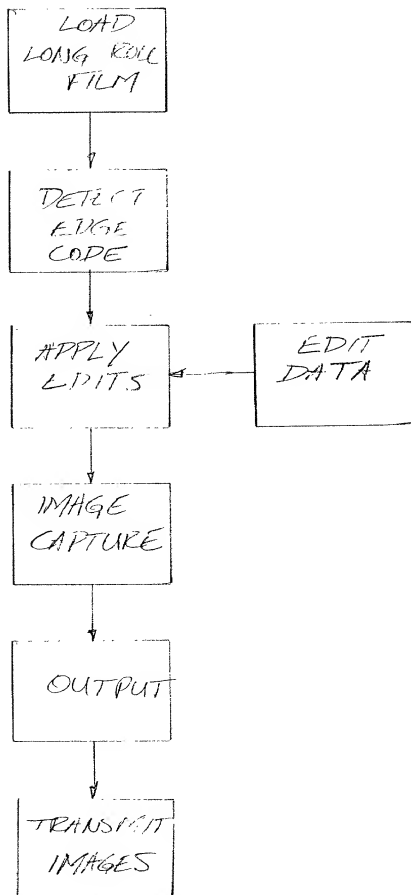 LOAD
LONG ROLL
FILM
DETECT
EDGE
CODE
APPLY
EDITS
EDIT
DATA
IMAGE
CAPTURE
OUTPUT
TRANSMIT
IMAGES